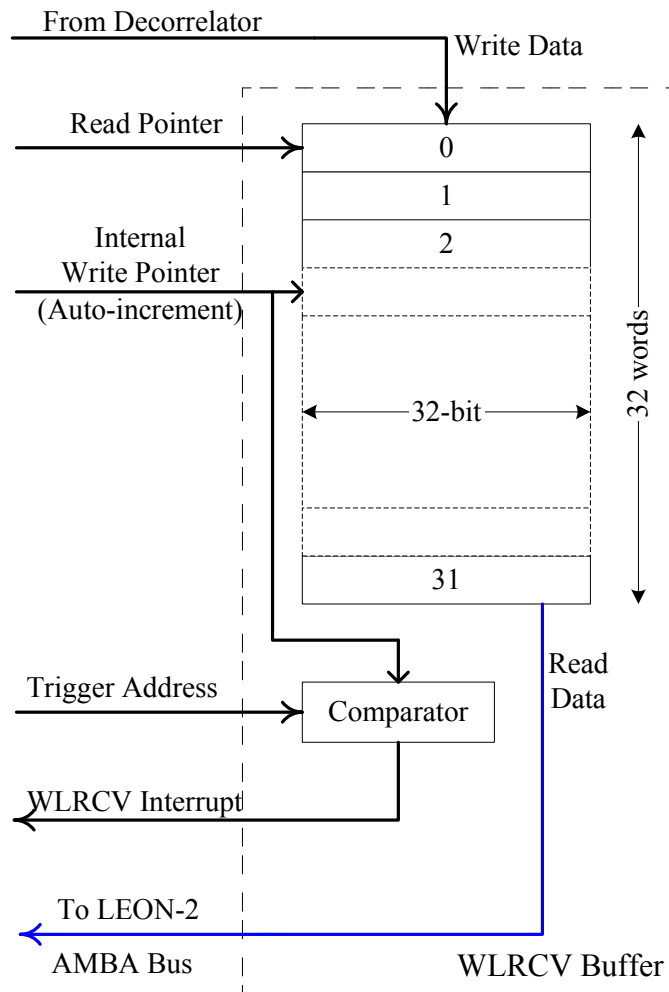 From Decorrelator
Write Data
Read Pointer
0
1
Internal
2
Write Pointer
(Auto-increment)
32-bit
32 words
31
Read
Data
Trigger Address
Comparator
WLRCV Interrupt
To LEON-2
AMBA Bus
WLRCV Buffer